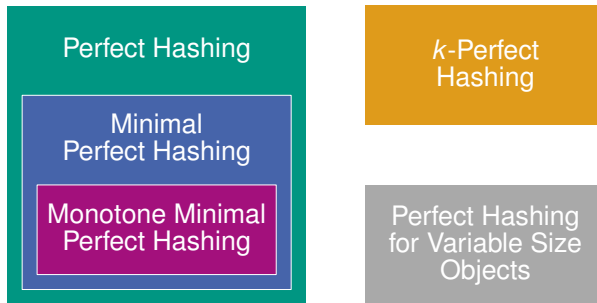 Perfect Hashing
Minimal
Perfect Hashing
Monotone Minimal
Perfect Hashing
k-Perfect
Hashing
Perfect Hashing
for Variable Size
Objects